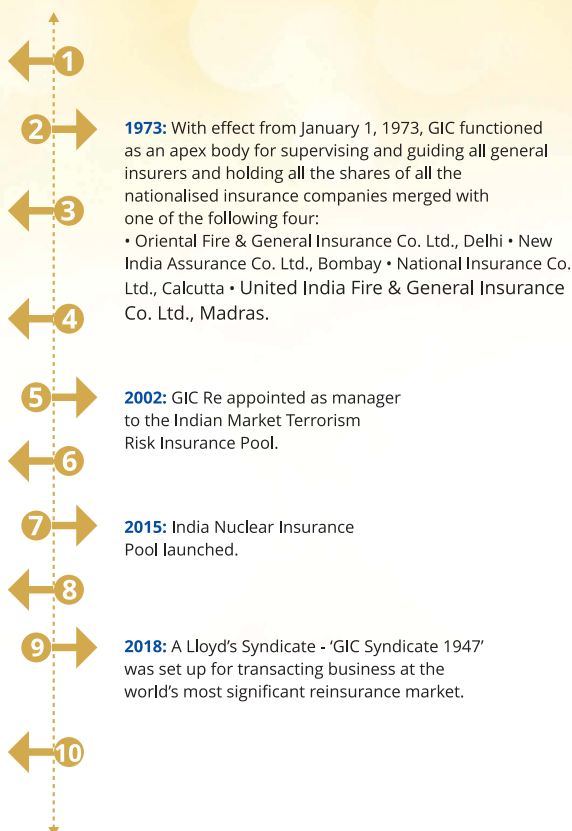 1
2
1973: With effect from January 1, 1973, GIC functioned
as an apex body for supervising and guiding all general
insurers and holding all the shares of all the
nationalised insurance companies merged with
one of the following four:
• Oriental Fire & General Insurance Co. Ltd., Delhi • New
India Assurance Co. Ltd., Bombay • National Insurance Co.
Ltd., Calcutta • United India Fire & General Insurance
Co. Ltd., Madras.
3
4
5
2002: GIC Re appointed as manager
to the Indian Market Terrorism
Risk Insurance Pool.
6
7
2015: India Nuclear Insurance
Pool launched.
8
9
2018: A Lloyd’s Syndicate - ‘GIC Syndicate 1947’
was set up for transacting business at the
world’s most significant reinsurance market.
10